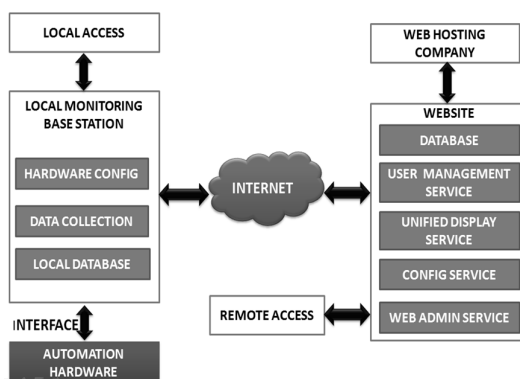 LOCAL ACCESS
LOCAL MONITORING
BASE STATION
HARDWARE CONFIG
DATA COLLECTION
LOCAL DATABASE
INTERFACE
AUTOMATION
HARDWARE
INTERNET
WEB HOSTING
COMPANY
WEBSITE
DATABASE
USER MANAGEMENT
SERVICE
UNIFIED DISPLAY
SERVICE
CONFIG SERVICE
WEB ADMIN SERVICE
REMOTE ACCESS